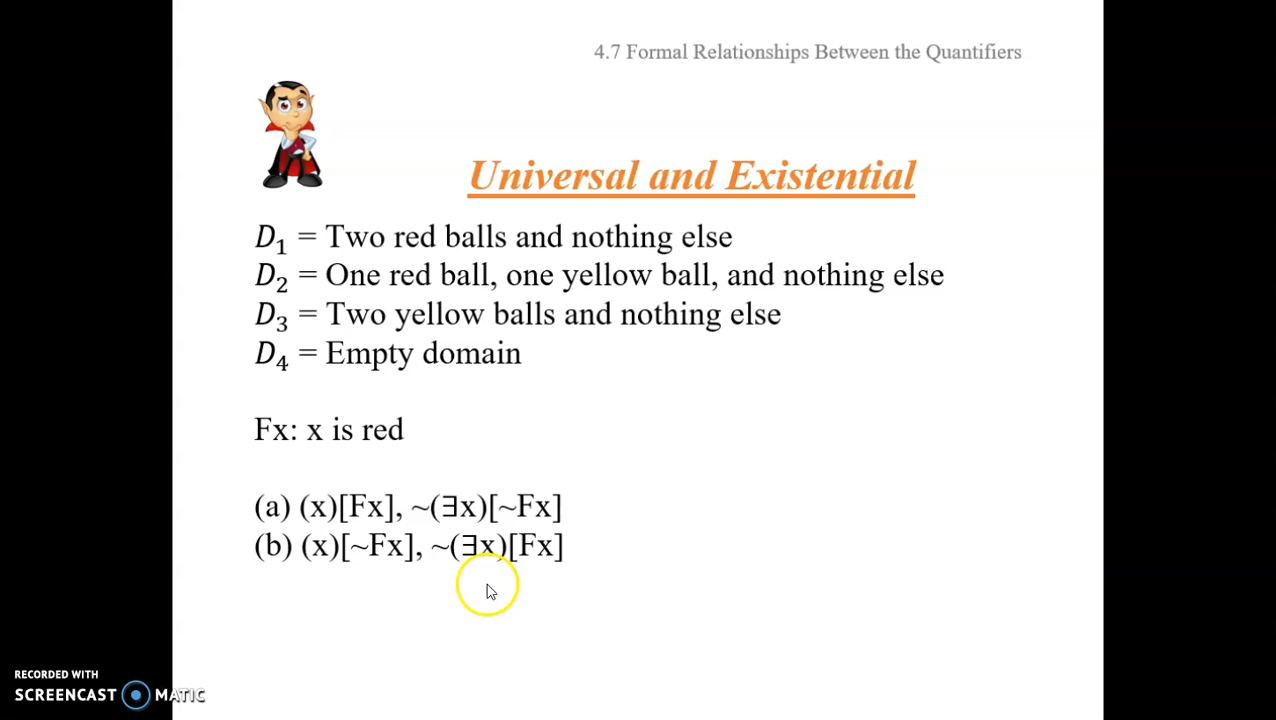 4.7 Formal Relationships Between the Quantifiers
Universal and Existential
D₁ = Two red balls and nothing else
D₂ = One red ball, one yellow ball, and nothing else
D₃ = Two yellow balls and nothing else
D₄ = Empty domain
Fx: x is red
(a) (x)[Fx], ~(∃x)[~Fx]
(b) (x)[~Fx], ~(∃x)[Fx]
RECORDED WITH
SCREENCAST MATIC